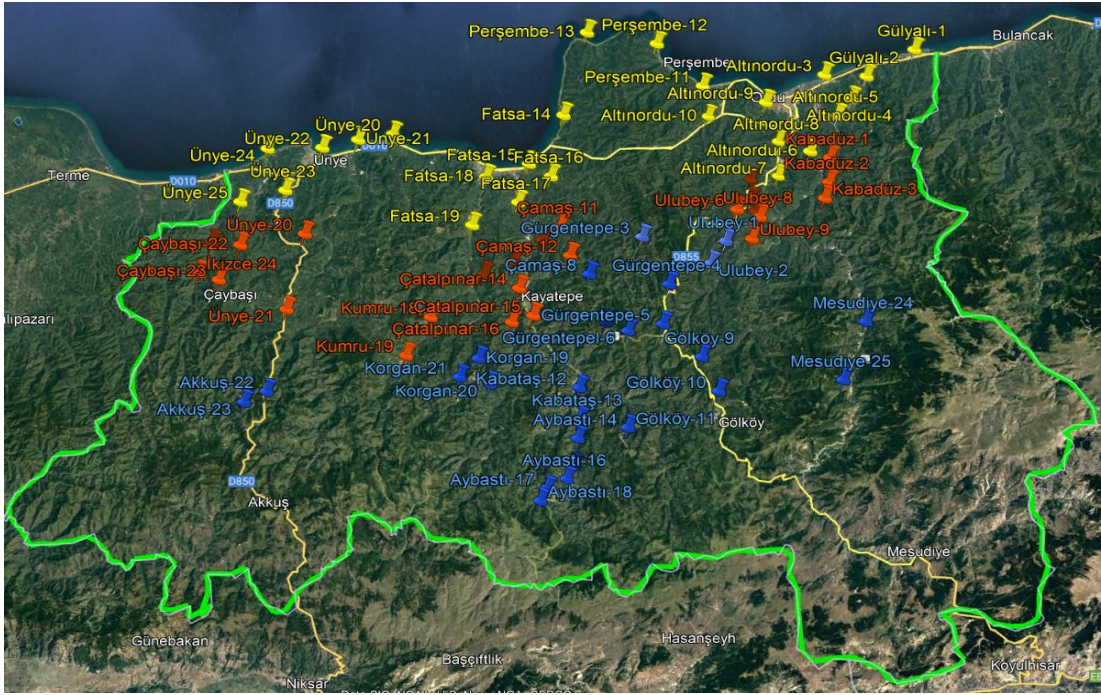 Perşembe-13
Perşembe-12
Gülyalı-1
Bulancak
Perşembe
Altınordu-3
Gülyalı-2
Perşembe-11
Altınordu-9
Altınordu-5
Fatsa-14
Altınordu-10
Altınordu-4
Altınordu-8
Ünye-22
Ünye-20
Ünye-21
D010
Kabadüz-1
Ünye-24
Ünye
Fatsa-15
Fatsa-16
Altınordu-6
Kabadüz-2
Terme
D010
Ünye-23
Fatsa-18
Fatsa-17
Altınordu-7
Kabadüz-3
Ünye-25
D850
Ulubey-6
Ulubey-8
Fatsa-19
Çamaş-11
Ünye-20
Gürgentepe-3
Ulubey-1
Ulubey-9
Çaybaşı-22
Çamaş-12
D855
Çaybaşı-23
İkizce-24
Çamaş-8
Gürgentepe-4
Ulubey-2
Çatalpınar-14
Çaybaşı
Kayatepe
Ünye-21
Kumru-18
Çatalpınar-15
Gürgentepe-5
Mesudiye-24
Çatalpınar-16
Gürgentepei-6
Kumru-19
Korgan-19
Gölköy-9
Mesudiye-25
Korgan-21
Kabataş-12
Gölköy-10
Akkuş-22
Korgan-20
Akkuş-23
Kabataş-13
Aybastı-14
Gölköy-11
Gölköy
Aybastı-16
D850
Aybastı-17
Aybastı-18
Akkuş
Mesudiye
Günebakan
Hasanşeyh
Başçiftlik
Koyulhisar
Niksar